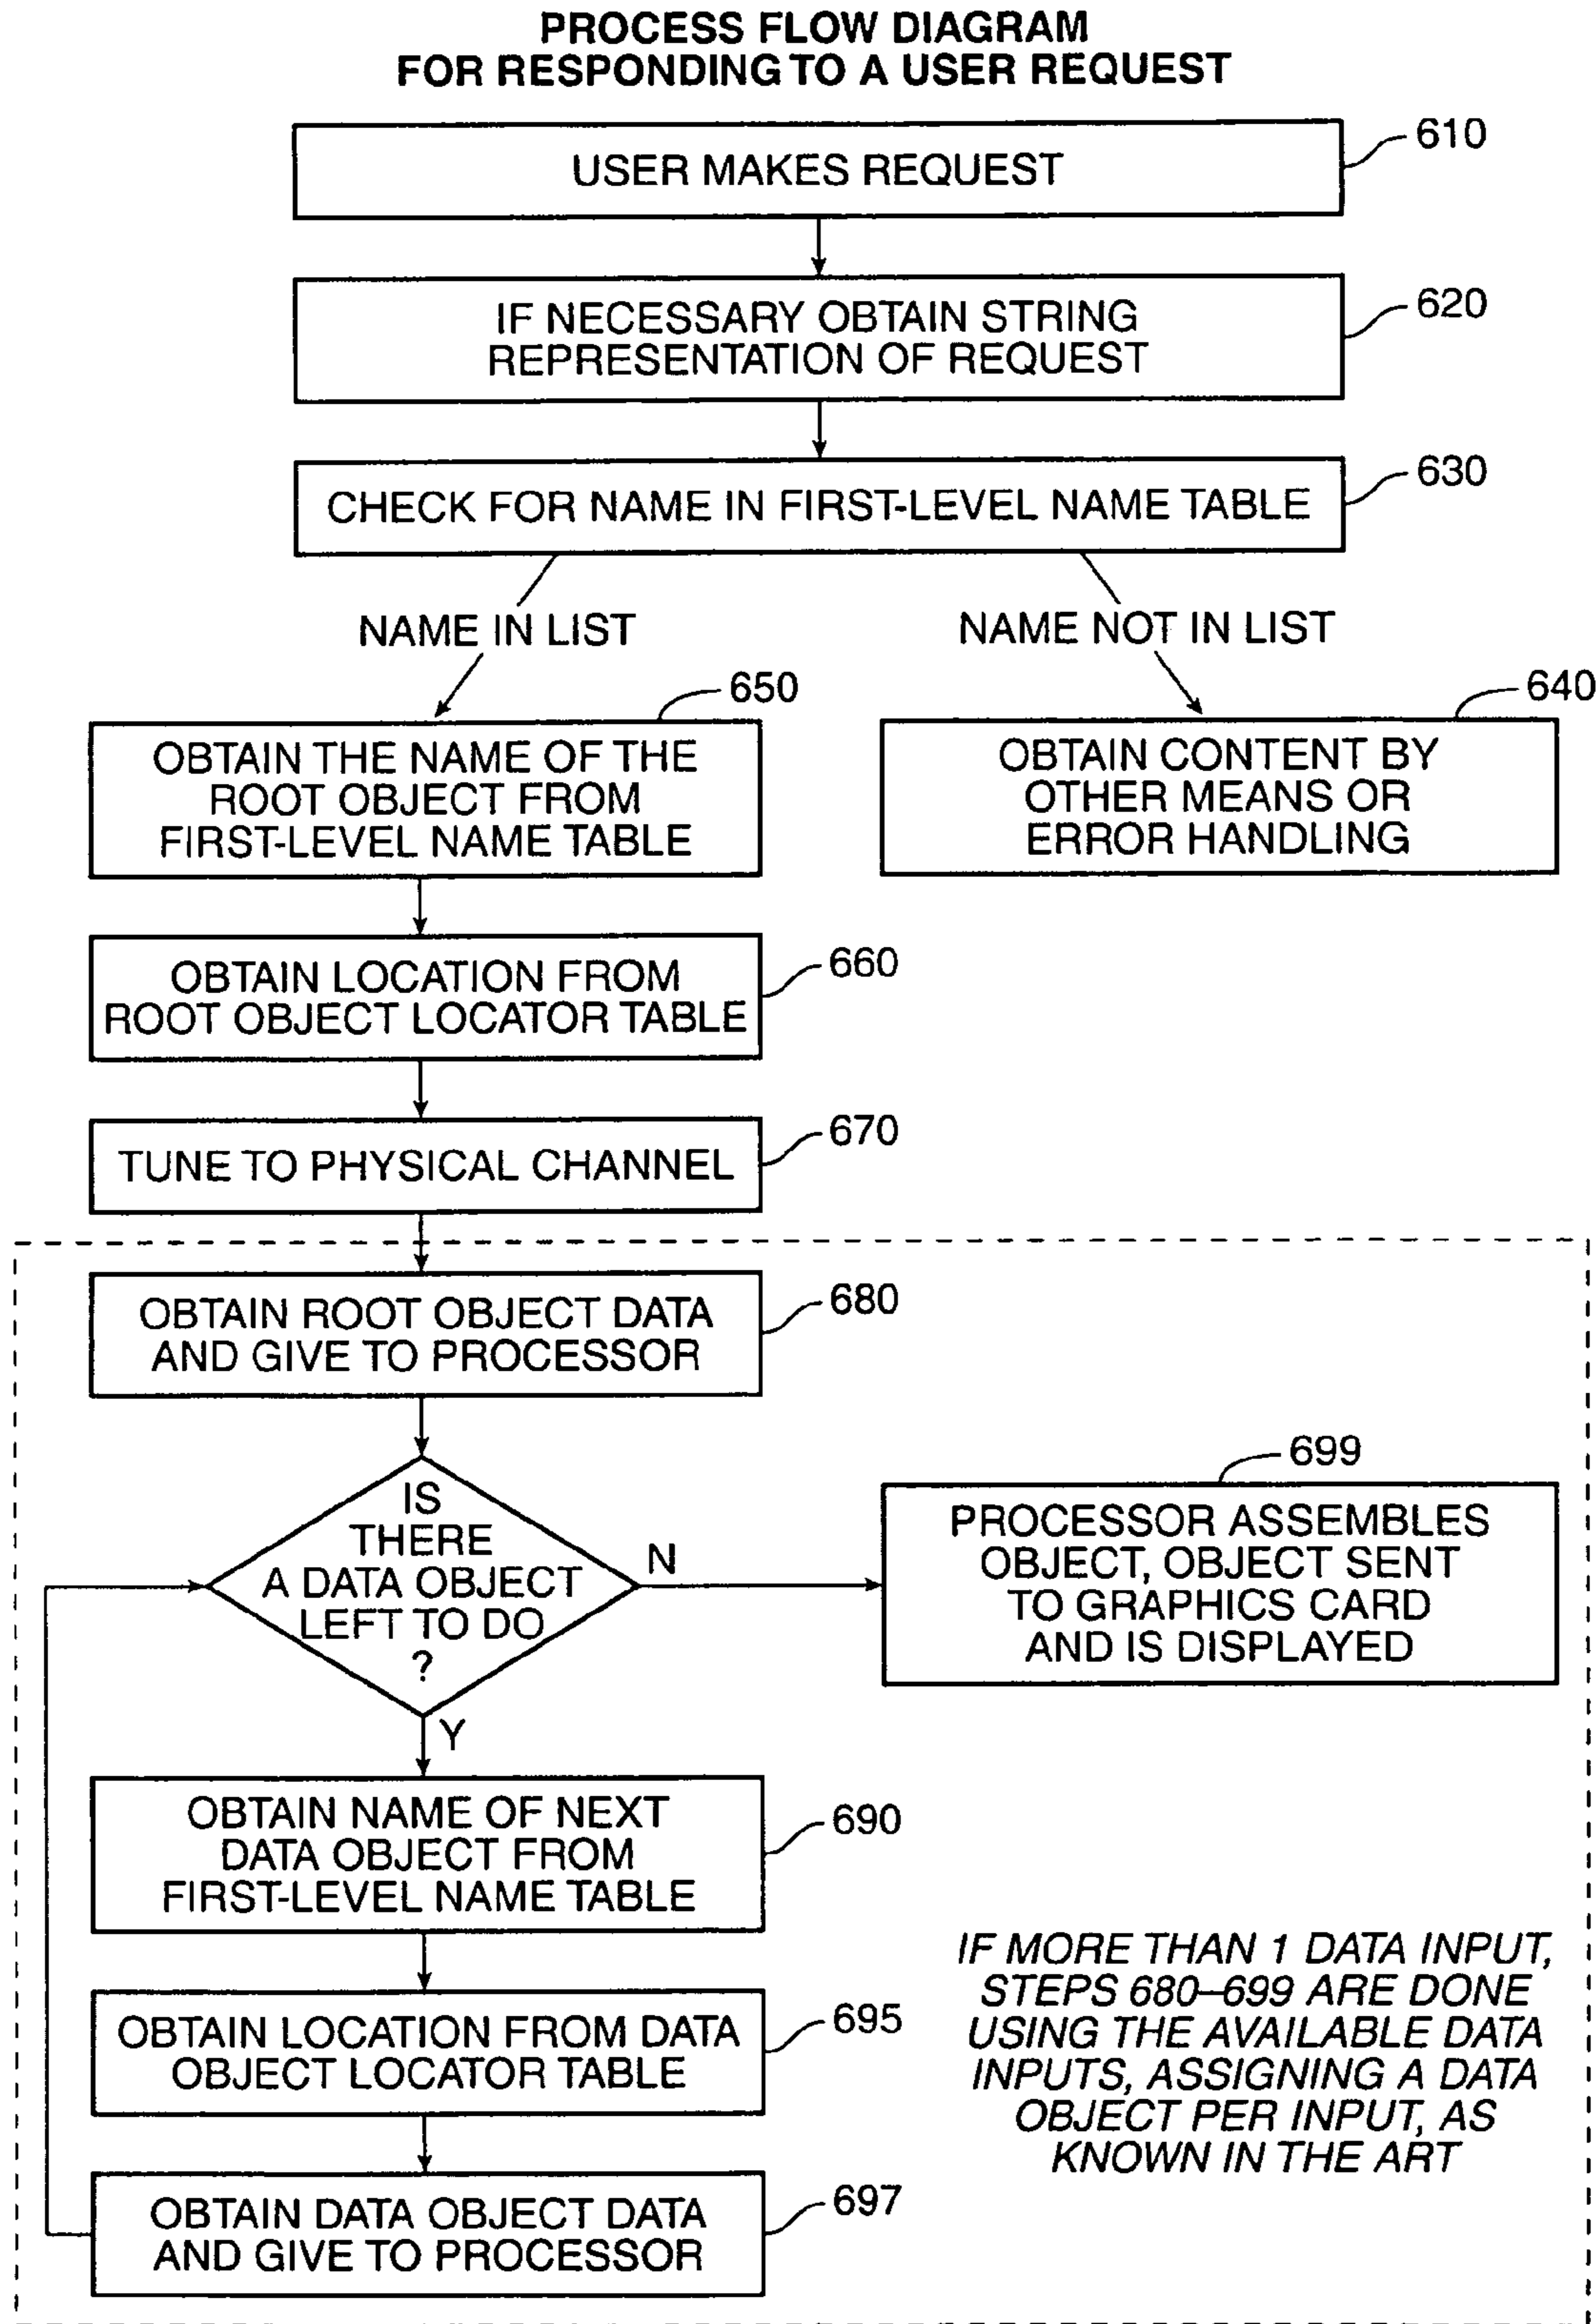 PROCESS FLOW DIAGRAM
FOR RESPONDING TO A USER REQUEST
610
USER MAKES REQUEST
620
IF NECESSARY OBTAIN STRING
REPRESENTATION OF REQUEST
630
CHECK FOR NAME IN FIRST-LEVEL NAME TABLE
NAME IN LIST
NAME NOT IN LIST
650
OBTAIN THE NAME OF THE
ROOT OBJECT FROM
FIRST-LEVEL NAME TABLE
640
OBTAIN CONTENT BY
OTHER MEANS OR
ERROR HANDLING
660
OBTAIN LOCATION FROM
ROOT OBJECT LOCATOR TABLE
670
TUNE TO PHYSICAL CHANNEL
680
OBTAIN ROOT OBJECT DATA
AND GIVE TO PROCESSOR
IS
THERE
A DATA OBJECT
LEFT TO DO
?
N
699
PROCESSOR ASSEMBLES
OBJECT, OBJECT SENT
TO GRAPHICS CARD
AND IS DISPLAYED
Y
690
OBTAIN NAME OF NEXT
DATA OBJECT FROM
FIRST-LEVEL NAME TABLE
695
OBTAIN LOCATION FROM DATA
OBJECT LOCATOR TABLE
697
OBTAIN DATA OBJECT DATA
AND GIVE TO PROCESSOR
IF MORE THAN 1 DATA INPUT,
STEPS 680–699 ARE DONE
USING THE AVAILABLE DATA
INPUTS, ASSIGNING A DATA
OBJECT PER INPUT, AS
KNOWN IN THE ART